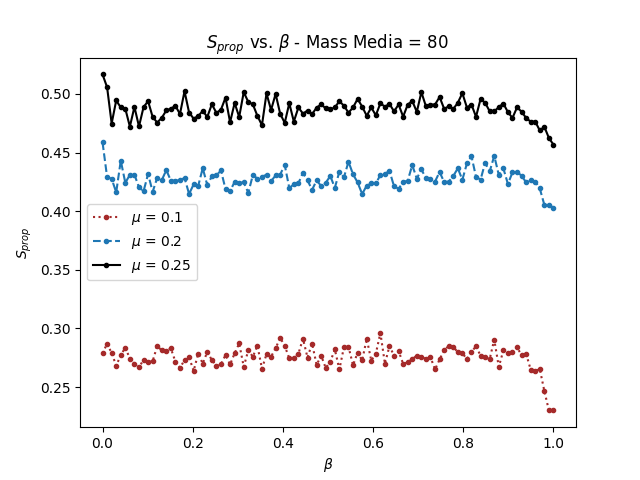 S_prop vs. β - Mass Media = 80
S_prop
0.50
0.45
0.40
0.35
0.30
0.25
μ = 0.1
μ = 0.2
μ = 0.25
0.0 0.2 0.4 0.6 0.8 1.0
β